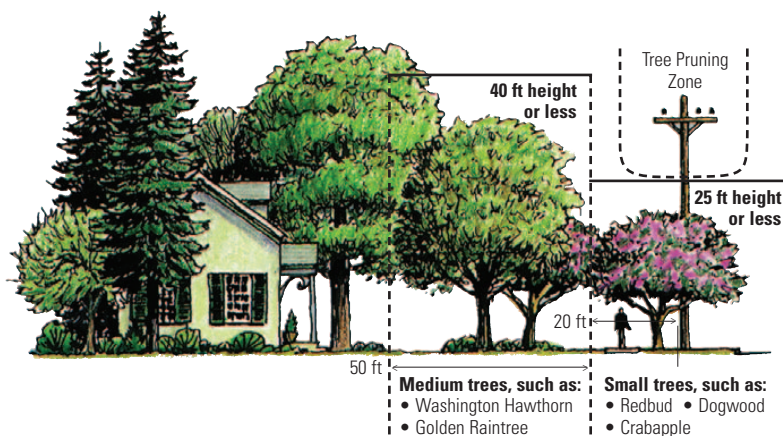 Tree Pruning
Zone
40 ft height
or less
25 ft height
or less
20 ft
50 ft
Medium trees, such as:
• Washington Hawthorn
• Golden Raintree
Small trees, such as:
• Redbud • Dogwood
• Crabapple